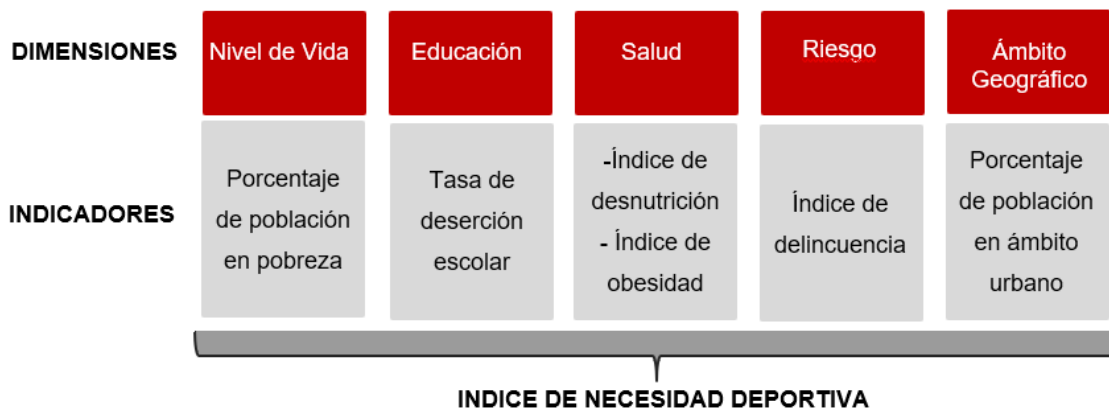 DIMENSIONES
Nivel de Vida
Educación
Salud
Riesgo
Ámbito
Geográfico
INDICADORES
Porcentaje
de población
en pobreza
Tasa de
deserción
escolar
-Índice de
desnutrición
- Índice de
obesidad
Índice de
delincuencia
Porcentaje
de población
en ámbito
urbano
INDICE DE NECESIDAD DEPORTIVA